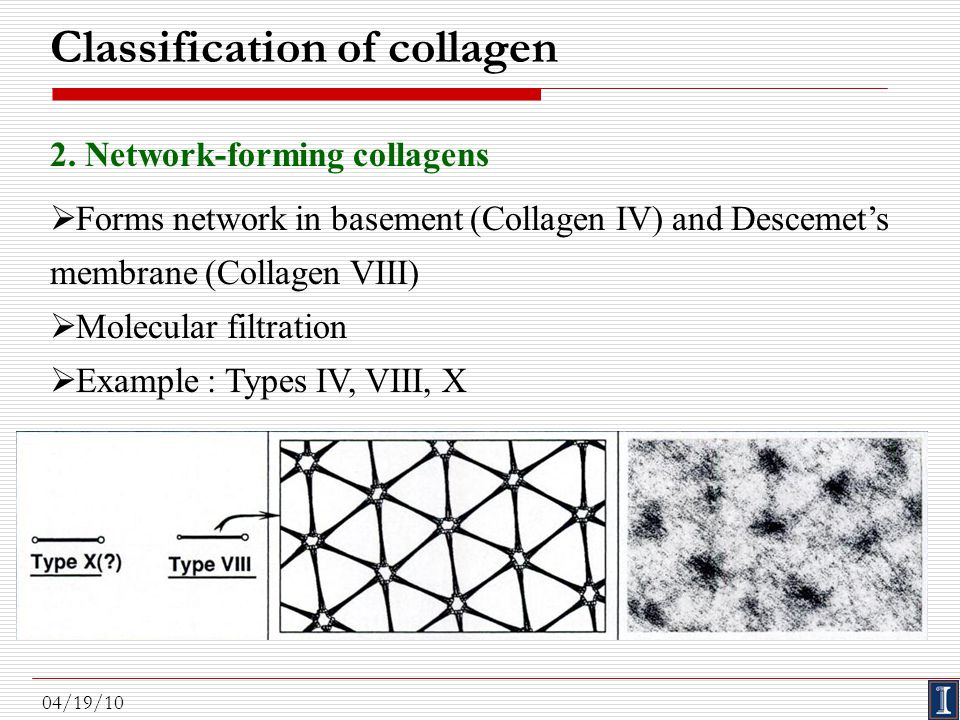 Classification of collagen
2. Network-forming collagens
➢Forms network in basement (Collagen IV) and Descemet’s
membrane (Collagen VIII)
➢Molecular filtration
➢Example : Types IV, VIII, X
Type X(?)
Type VIII
04/19/10
I